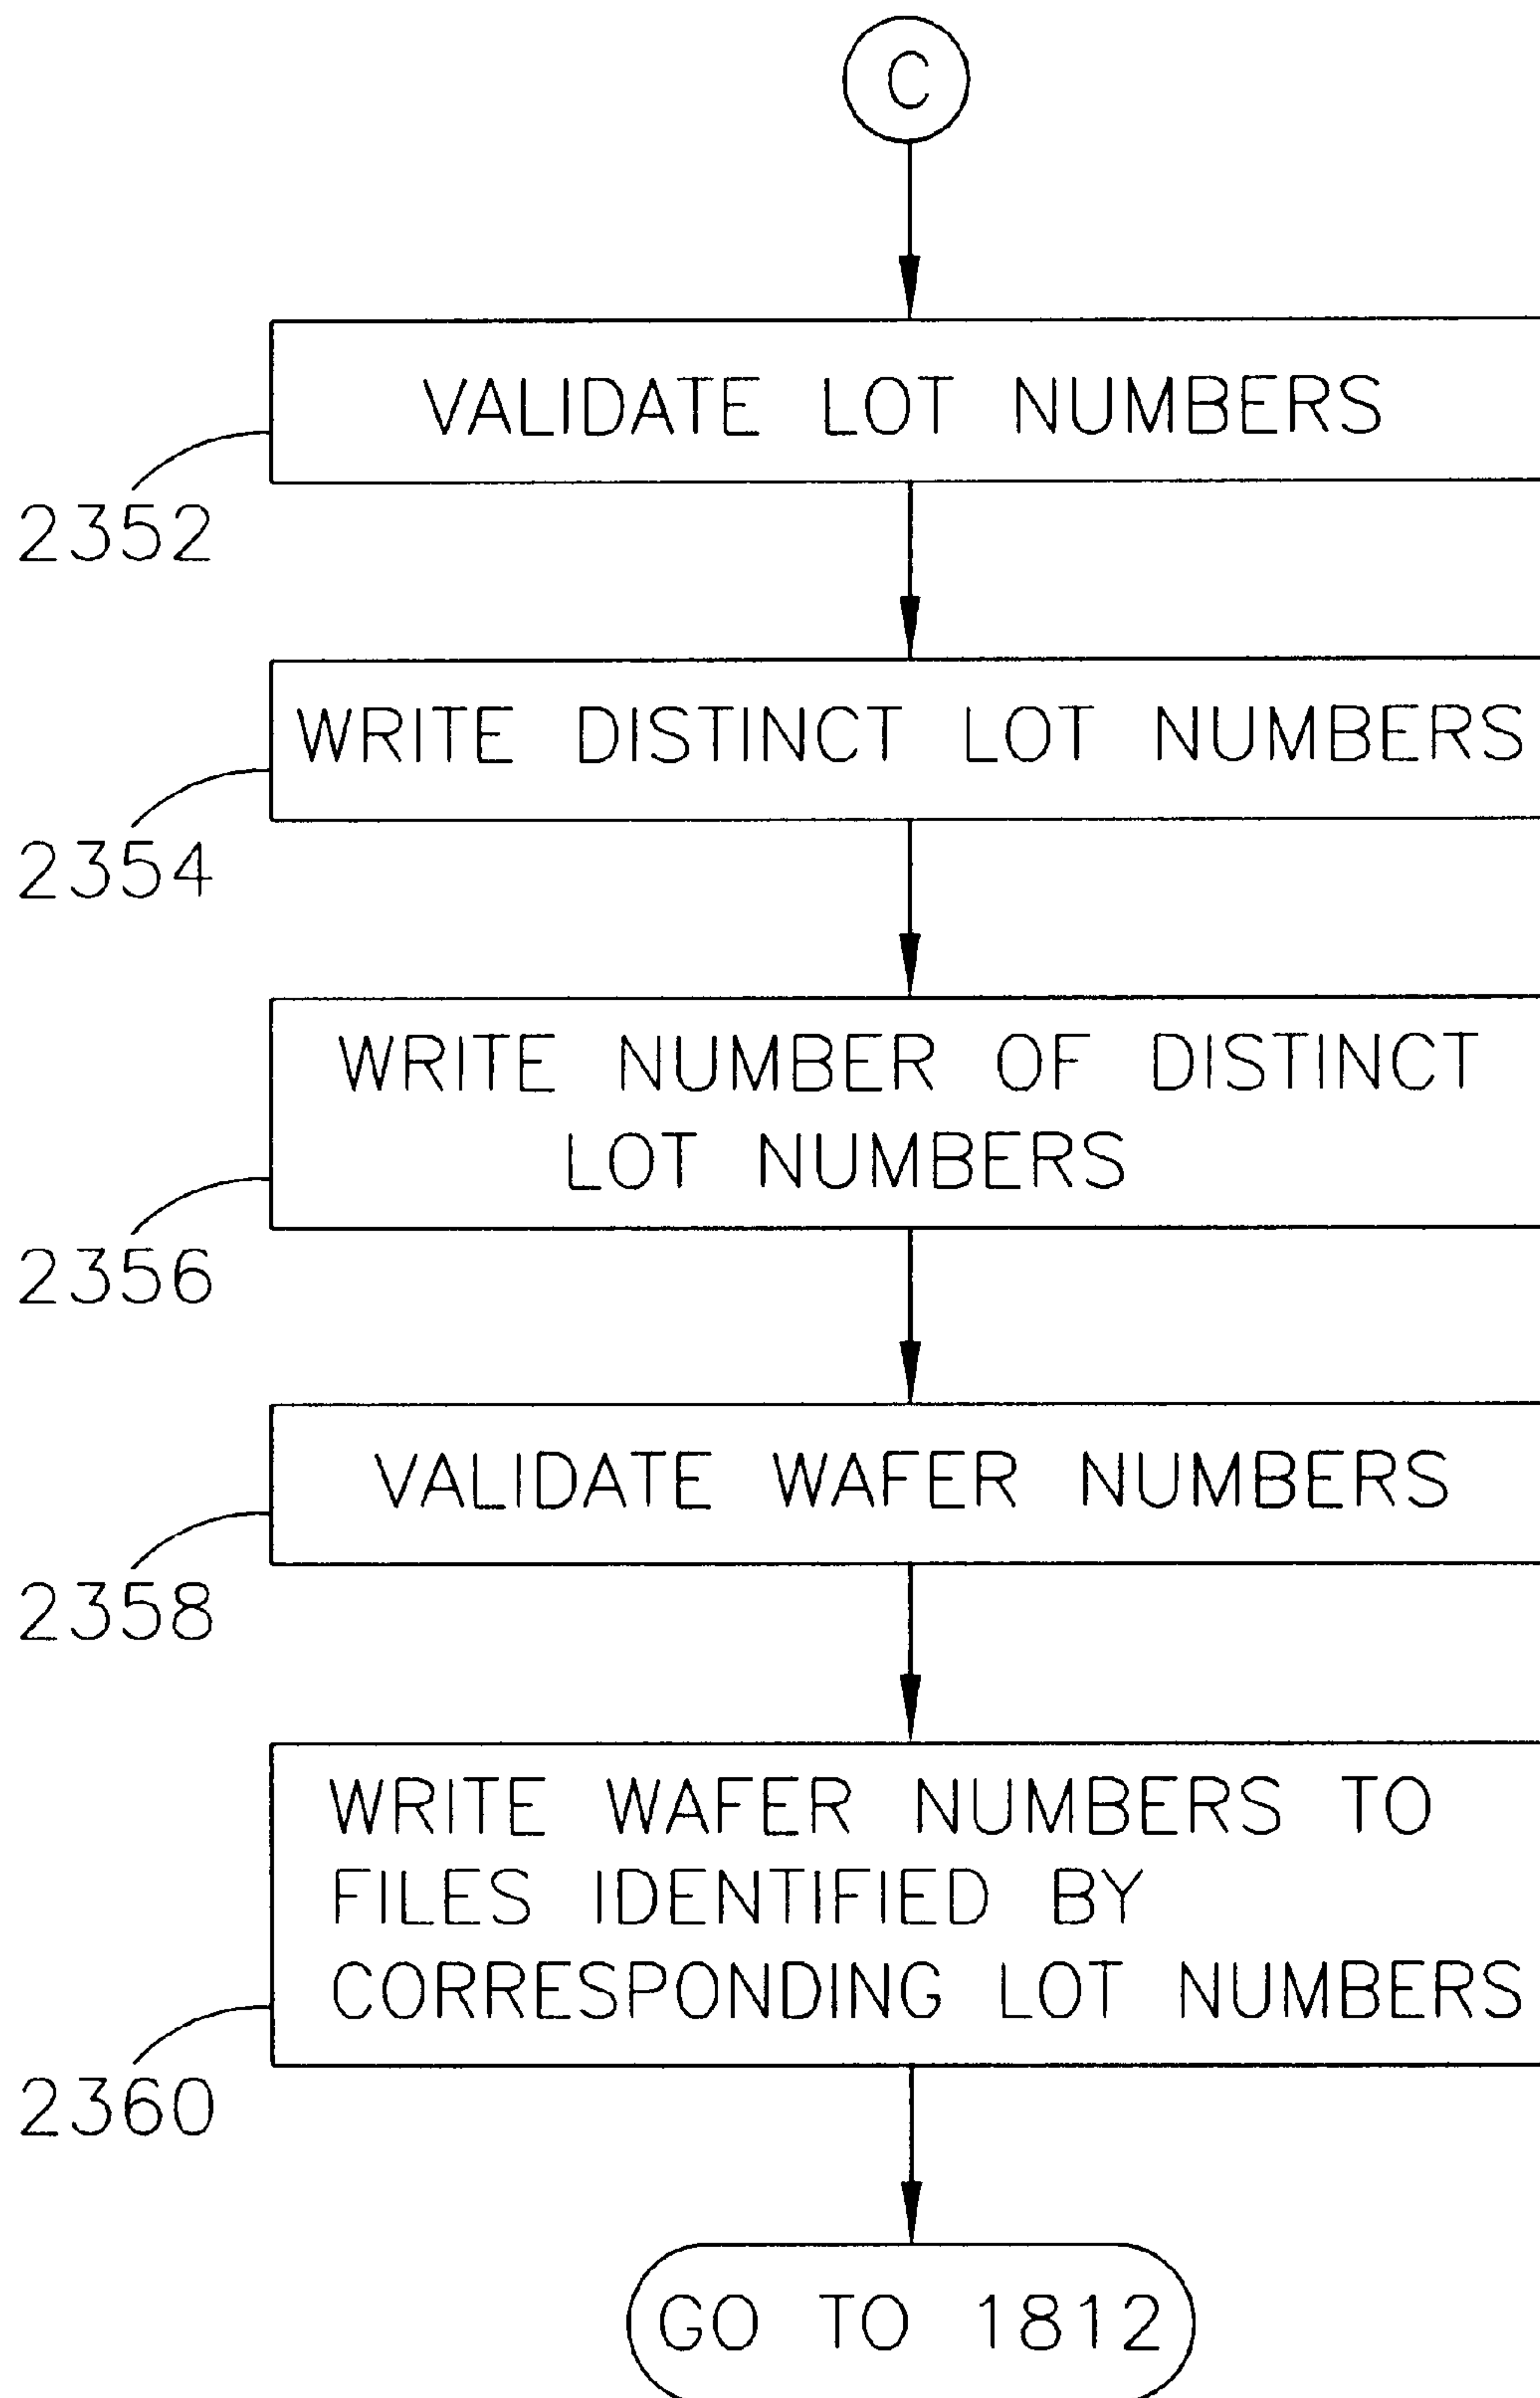 C
VALIDATE LOT NUMBERS
2352
WRITE DISTINCT LOT NUMBERS
2354
WRITE NUMBER OF DISTINCT
LOT NUMBERS
2356
VALIDATE WAFER NUMBERS
2358
WRITE WAFER NUMBERS TO
FILES IDENTIFIED BY
CORRESPONDING LOT NUMBERS
2360
GO TO 1812